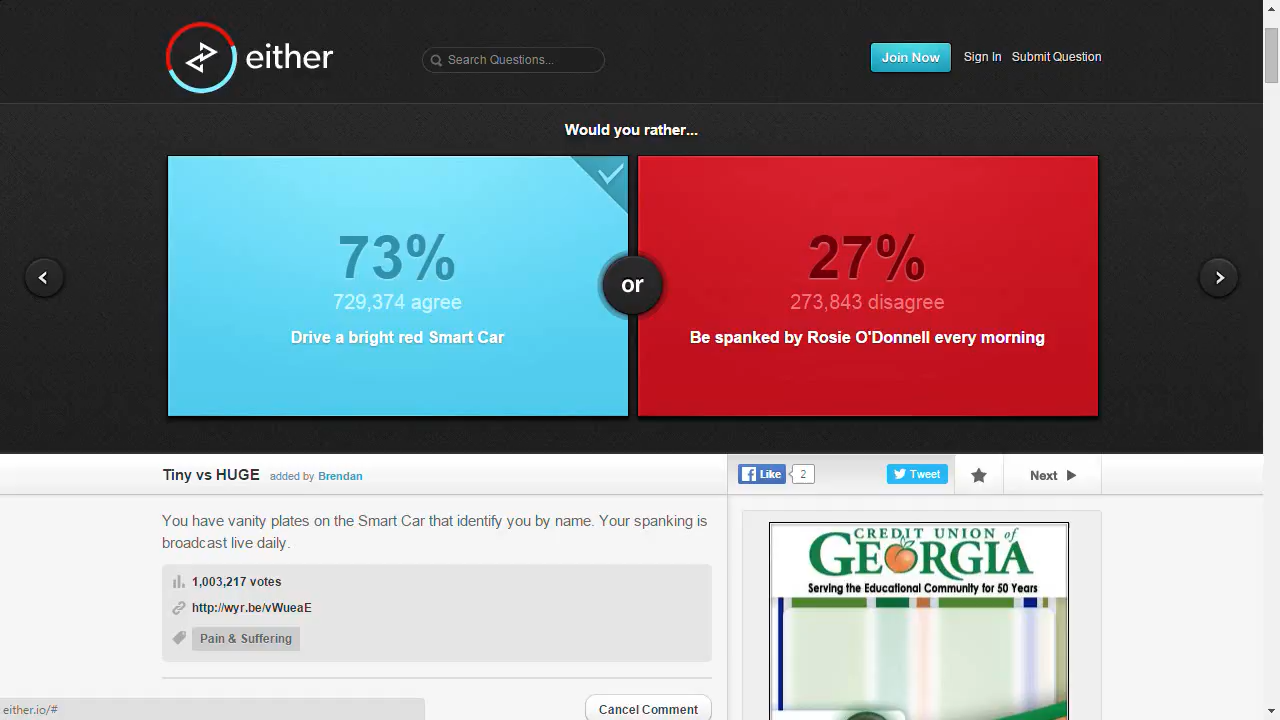 either
Search Questions...
Join Now
Sign In
Submit Question
Would you rather...
73%
729,374 agree
Drive a bright red Smart Car
or
27%
273,843 disagree
Be spanked by Rosie O'Donnell every morning
Tiny vs HUGE added by Brendan
Like 2
Tweet
Next
You have vanity plates on the Smart Car that identify you by name. Your spanking is
broadcast live daily.
1,003,217 votes
http://wyr.be/vWueaE
Pain & Suffering
Cancel Comment
CREDIT UNION of
GEORGIA
Serving the Educational Community for 50 Years
either.io/#